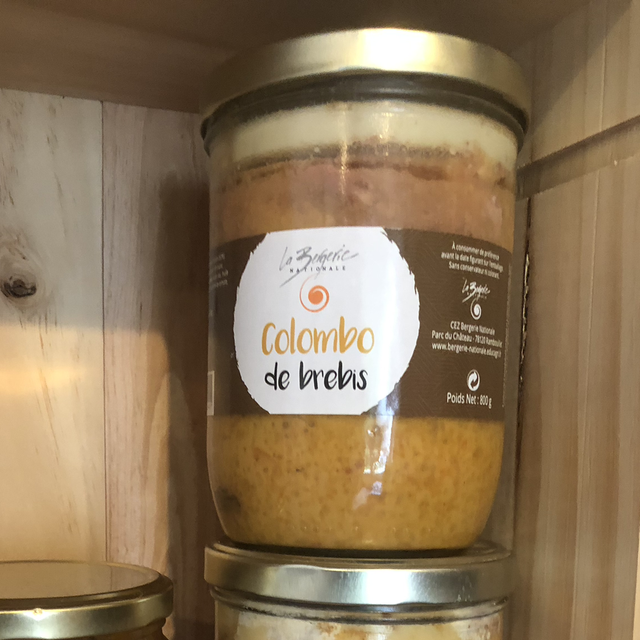 La Bergerie
NATIONALE
Colombo
de brebis
À consommer de préférence
avant la date figurant sur l'emballage
Sans conservateur ni colorant
La Bergerie
CEZ Bergerie Nationale
Parc du Château - 78120 Rambouillet
www.bergerie-nationale.educagri
Poids Net : 800 g